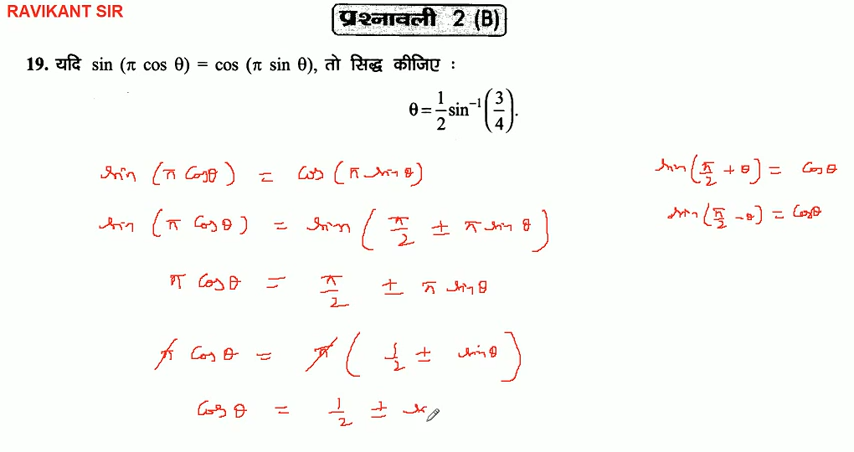 RAVIKANT SIR
प्रश्नावली 2 (B)
19. यदि sin (π cos θ) = cos (π sin θ), तो सिद्ध कीजिए :
θ = 1/2 sin⁻¹ (3/4).
sin (π cosθ) = cos (π sinθ)
sin (π/2 + θ) = cosθ
sin (π cosθ) = sin (π/2 ± π sinθ)
sin (π/2 - θ) = cosθ
π cosθ = π/2 ± π sinθ
π cosθ = π (1/2 ± sinθ)
cosθ = 1/2 ±